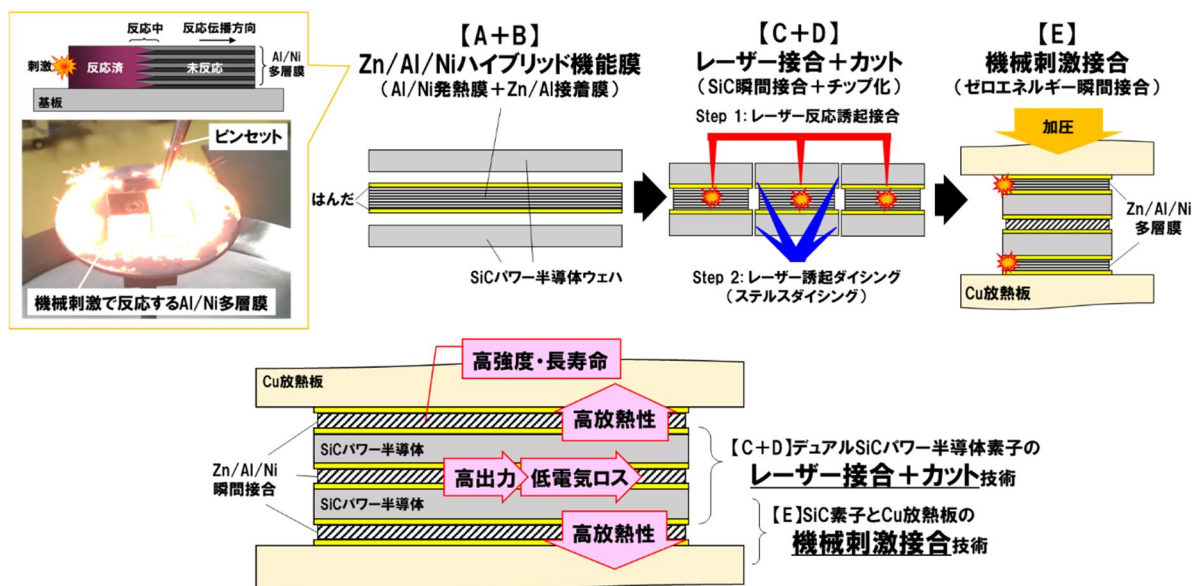 反応中
反応伝播方向
刺激
反応済
未反応
Al/Ni
多層膜
基板
ピンセット
機械刺激で反応するAl/Ni多層膜
【A+B】
Zn/Al/Niハイブリッド機能膜
(Al/Ni発熱膜+Zn/Al接着膜)
はんだ
SiCパワー半導体ウェハ
【C+D】
レーザー接合+カット
(SiC瞬間接合+チップ化)
Step 1:レーザー反応誘起接合
Step 2:レーザー誘起ダイシング
(ステルスダイシング)
【E】
機械刺激接合
(ゼロエネルギー瞬間接合)
加圧
Zn/Al/Ni
多層膜
Cu放熱板
高強度・長寿命
Cu放熱板
高放熱性
SiCパワー半導体
Zn/Al/Ni
瞬間接合
高出力
低電気ロス
SiCパワー半導体
高放熱性
【C+D】デュアルSiCパワー半導体素子の
レーザー接合+カット技術
【E】SiC素子とCu放熱板の
機械刺激接合技術